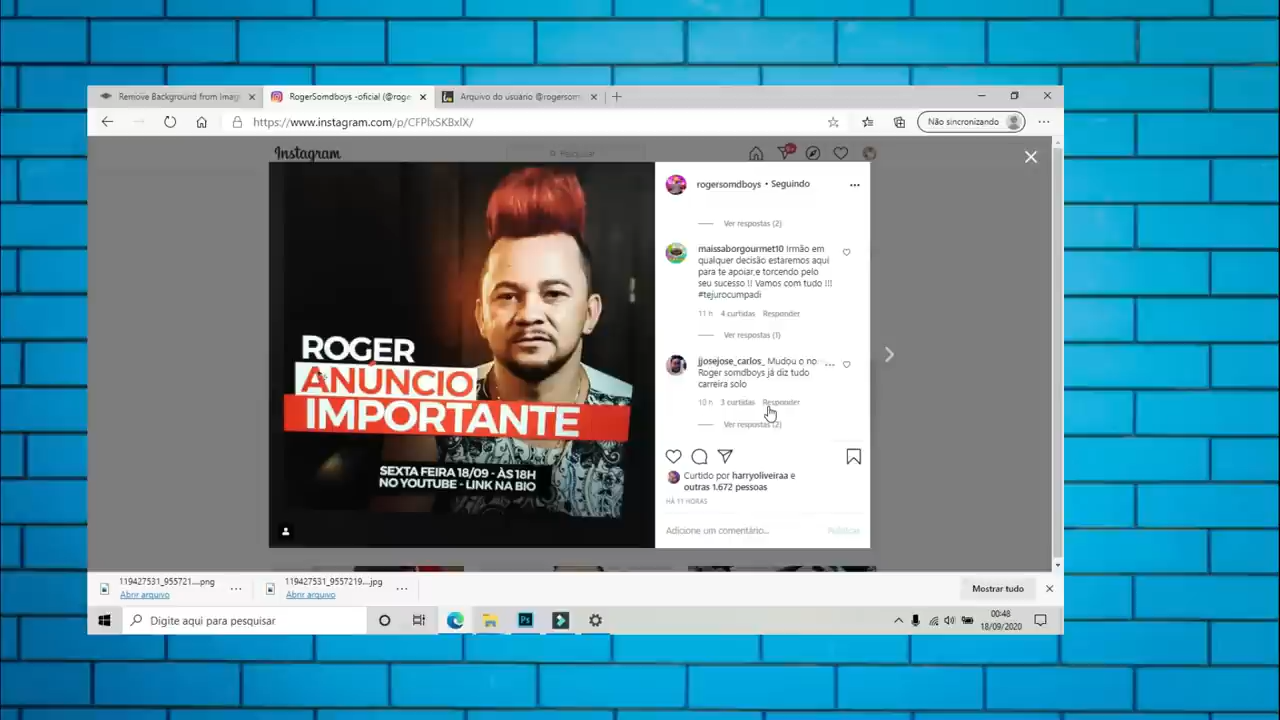 Remove Background from Imag
RogerSomdboys -oficial (@roge
Arquivo do usuário @rogersom
https://www.instagram.com/p/CFPlxSKBxlX/
Não sincronizando
Instagram
Pesquisar
rogersomdboys • Seguindo
Ver respostas (2)
maissaborgourmet10 Irmão em
qualquer decisão estaremos aqui
para te apoiar,e torcendo pelo
seu sucesso !! Vamos com tudo !!!
#tejurocumpadi
11 h 4 curtidas Responder
Ver respostas (1)
jjosejose_carlos_ Mudou o no
Roger somdboys já diz tudo
carreira solo
10 h 3 curtidas Responder
Ver respostas (2)
Curtido por harryoliveiraa e
outras 1.672 pessoas
HÁ 11 HORAS
Adicione um comentário...
Publicar
ROGER
ANÚNCIO
IMPORTANTE
SEXTA FEIRA 18/09 - ÀS 18H
NO YOUTUBE - LINK NA BIO
119427531_955721....png
Abrir arquivo
119427531_9557219....jpg
Abrir arquivo
Mostrar tudo
Digite aqui para pesquisar
Ps
00:48
18/09/2020